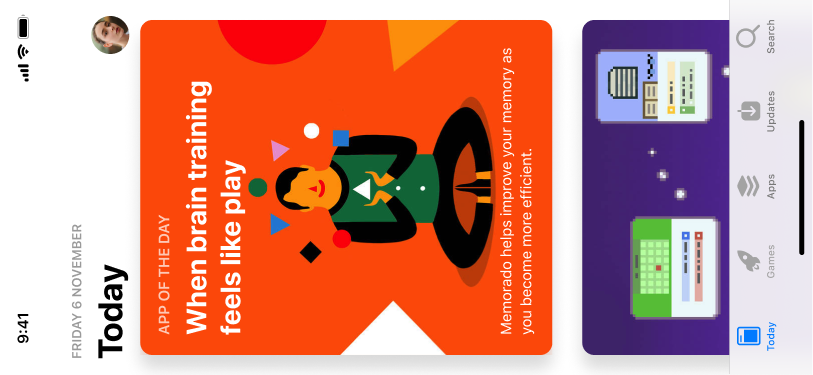 9:41
FRIDAY 6 NOVEMBER
Today
APP OF THE DAY
When brain training
feels like play
Memorado helps improve your memory as
you become more efficient.
Today
Games
Apps
Updates
Search